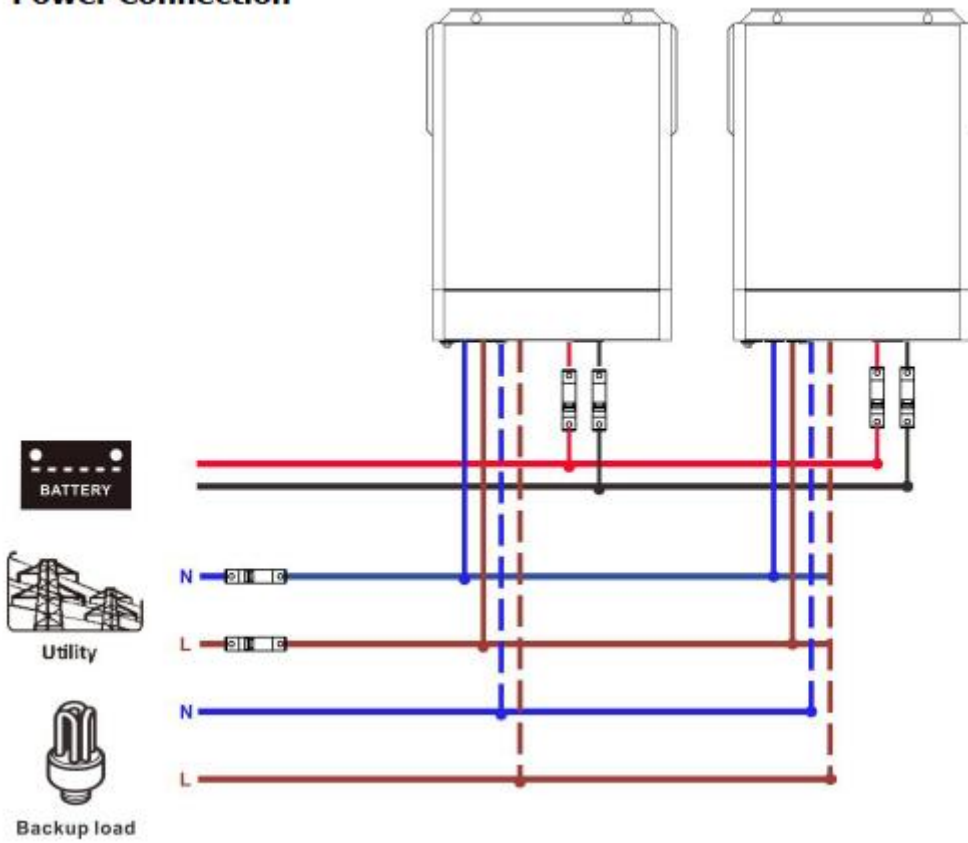 Power Connection
BATTERY
N
Utility
L
N
L
Backup load